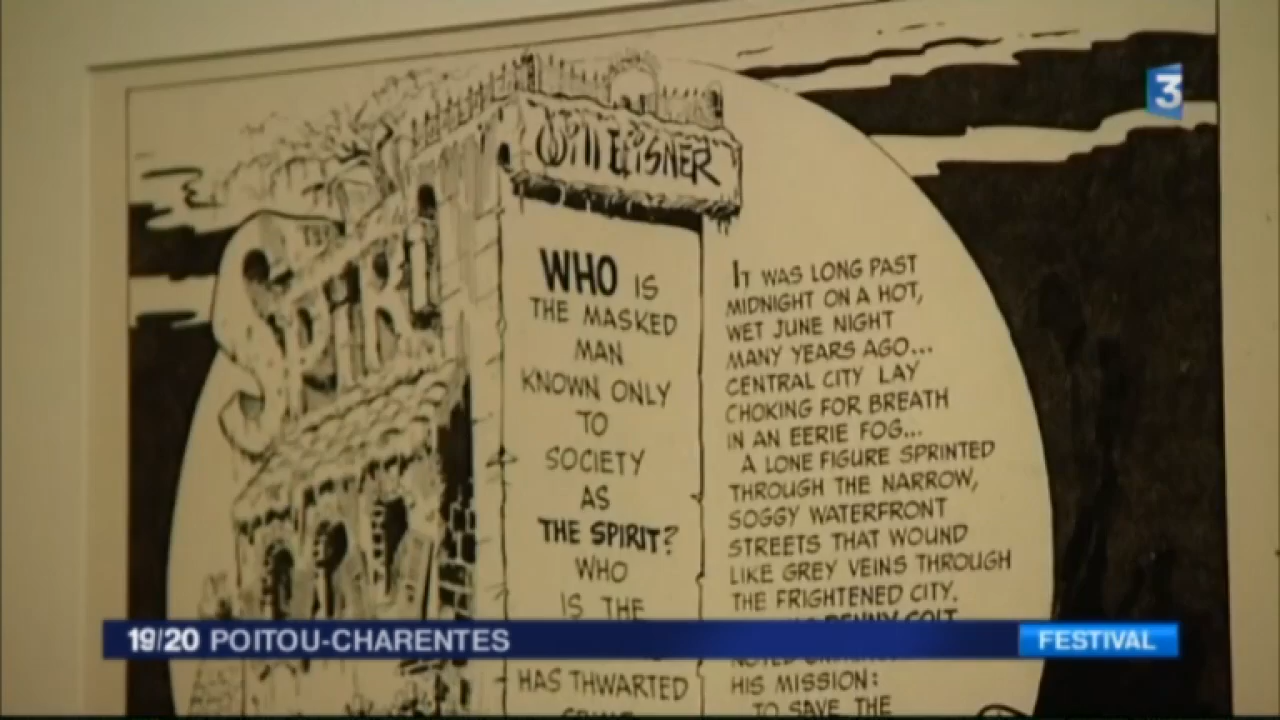 3
WILL EISNER
THE
SPIRIT
WHO IS
THE MASKED
MAN
KNOWN ONLY
TO
SOCIETY
AS
THE SPIRIT?
WHO
IS THE
HAS THWARTED
IT WAS LONG PAST
MIDNIGHT ON A HOT,
WET JUNE NIGHT
MANY YEARS AGO...
CENTRAL CITY LAY
CHOKING FOR BREATH
IN AN EERIE FOG...
A LONE FIGURE SPRINTED
THROUGH THE NARROW,
SOGGY WATERFRONT
STREETS THAT WOUND
LIKE GREY VEINS THROUGH
THE FRIGHTENED CITY.
DENNY COLT
HIS MISSION:
TO SAVE THE
19/20 POITOU-CHARENTES
FESTIVAL